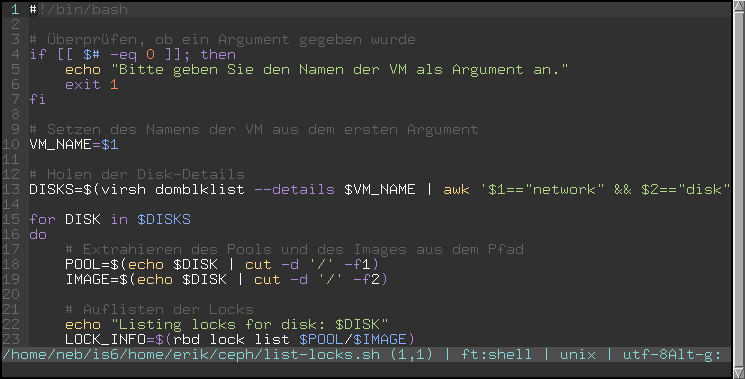 1 #!/bin/bash
2
3 # Überprüfen, ob ein Argument gegeben wurde
4 if [[ $# -eq 0 ]]; then
5     echo "Bitte geben Sie den Namen der VM als Argument an."
6     exit 1
7 fi
8
9 # Setzen des Namens der VM aus dem ersten Argument
10 VM_NAME=$1
11
12 # Holen der Disk-Details
13 DISKS=$(virsh domblklist --details $VM_NAME | awk '$1=="network" && $2=="disk"
14
15 for DISK in $DISKS
16 do
17     # Extrahieren des Pools und des Images aus dem Pfad
18     POOL=$(echo $DISK | cut -d '/' -f1)
19     IMAGE=$(echo $DISK | cut -d '/' -f2)
20
21     # Auflisten der Locks
22     echo "Listing locks for disk: $DISK"
23     LOCK_INFO=$(rbd lock list $POOL/$IMAGE)
/home/neb/is6/home/erik/ceph/list-locks.sh (1,1) | ft:shell | unix | utf-8Alt-g: